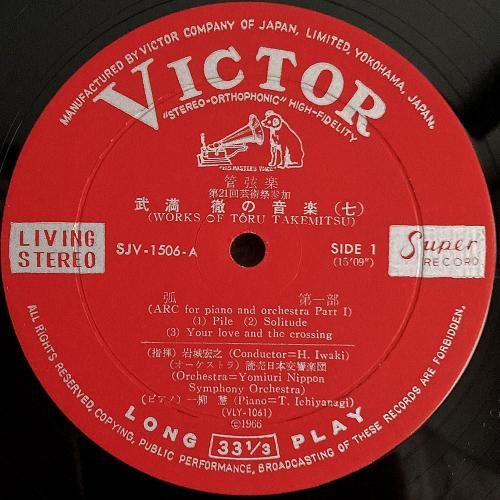 MANUFACTURED BY VICTOR COMPANY OF JAPAN, LIMITED, YOKOHAMA, JAPAN.
VICTOR
"STEREO-ORTHOPHONIC" HIGH-FIDELITY
"HIS MASTER'S VOICE"
管弦楽
第21回芸術祭参加
武満 徹の音楽(七)
(WORKS OF TORU TAKEMITSU)
LIVING
STEREO
SJV-1506-A
SIDE 1
(15'09")
Super
RECORD
弧 第一部
(ARC for piano and orchestra Part I)
(1) Pile (2) Solitude
(3) Your love and the crossing
(指揮) 岩城宏之 (Conductor=H. Iwaki)
(オーケストラ) 読売日本交響楽団
(Orchestra=Yomiuri Nippon
Symphony Orchestra)
(ピアノ) 一柳 慧 (Piano=T. Ichiyanagi)
(VLY-1061)
©1966
LONG 33 1/3 PLAY
ALL RIGHTS RESERVED, COPYING, PUBLIC PERFORMANCE, BROADCASTING OF THESE RECORDS ARE FORBIDDEN.